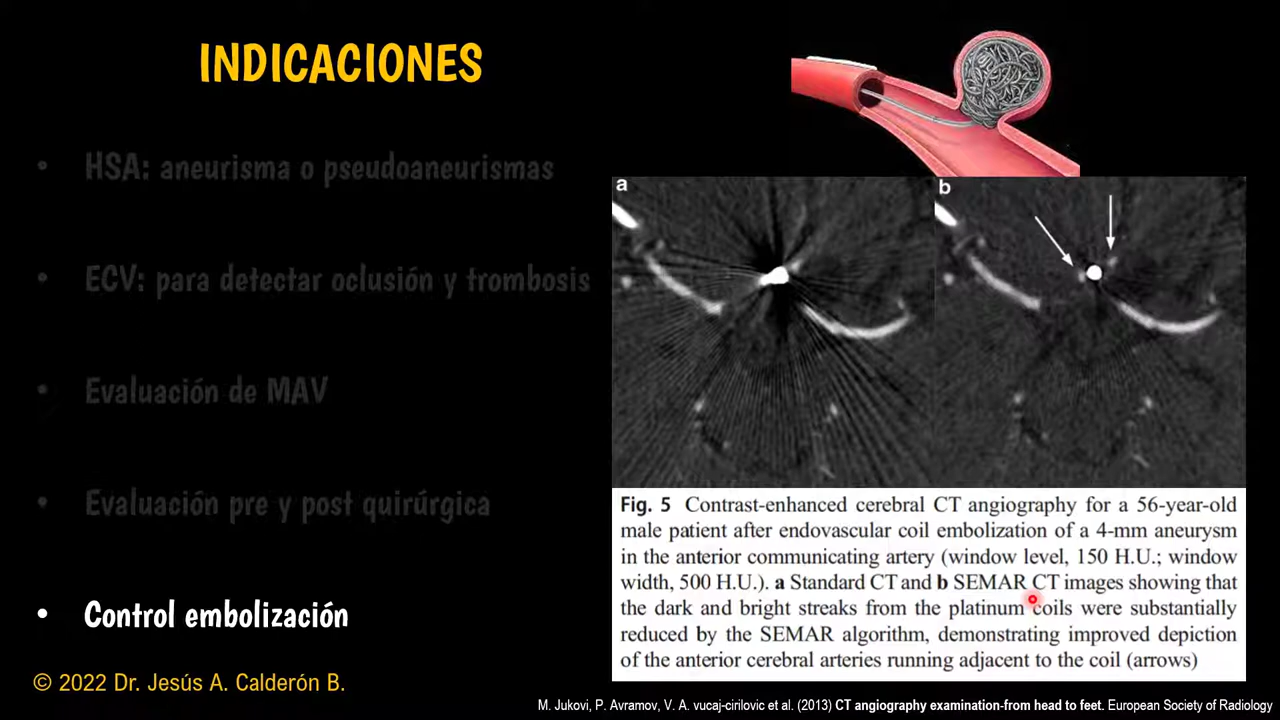 INDICACIONES
• HSA: aneurisma o pseudoaneurismas
• ECV: para detectar oclusión y trombosis
• Evaluación de MAV
• Evaluación pre y post quirúrgica
• Control embolización
© 2022 Dr. Jesús A. Calderón B.
a
b
Fig. 5 Contrast-enhanced cerebral CT angiography for a 56-year-old
male patient after endovascular coil embolization of a 4-mm aneurysm
in the anterior communicating artery (window level, 150 H.U.; window
width, 500 H.U.). a Standard CT and b SEMAR CT images showing that
the dark and bright streaks from the platinum coils were substantially
reduced by the SEMAR algorithm, demonstrating improved depiction
of the anterior cerebral arteries running adjacent to the coil (arrows)
M. Jukovi, P. Avramov, V. A. vucaj-cirilovic et al. (2013) CT angiography examination-from head to feet. European Society of Radiology